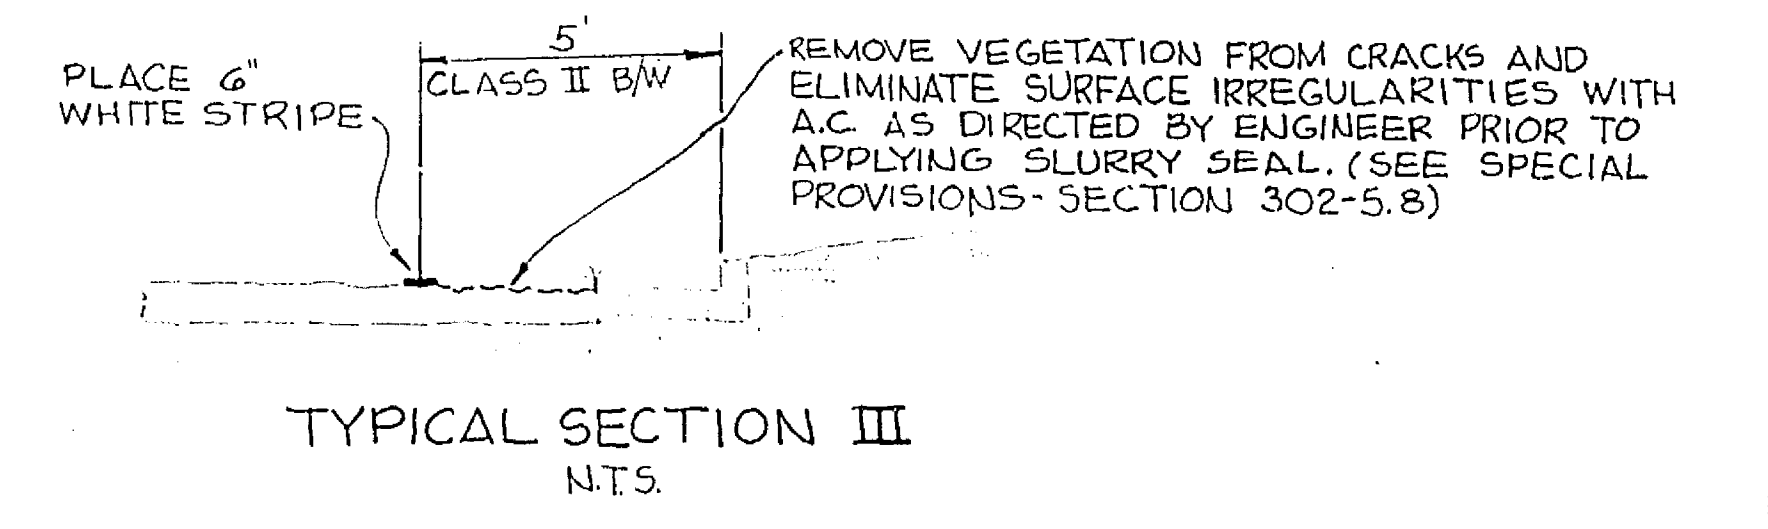 5'
PLACE 6"
WHITE STRIPE
CLASS II B/W
REMOVE VEGETATION FROM CRACKS AND
ELIMINATE SURFACE IRREGULARITIES WITH
A.C. AS DIRECTED BY ENGINEER PRIOR TO
APPLYING SLURRY SEAL. (SEE SPECIAL
PROVISIONS- SECTION 302-5.8)
TYPICAL SECTION III
N.T.S.